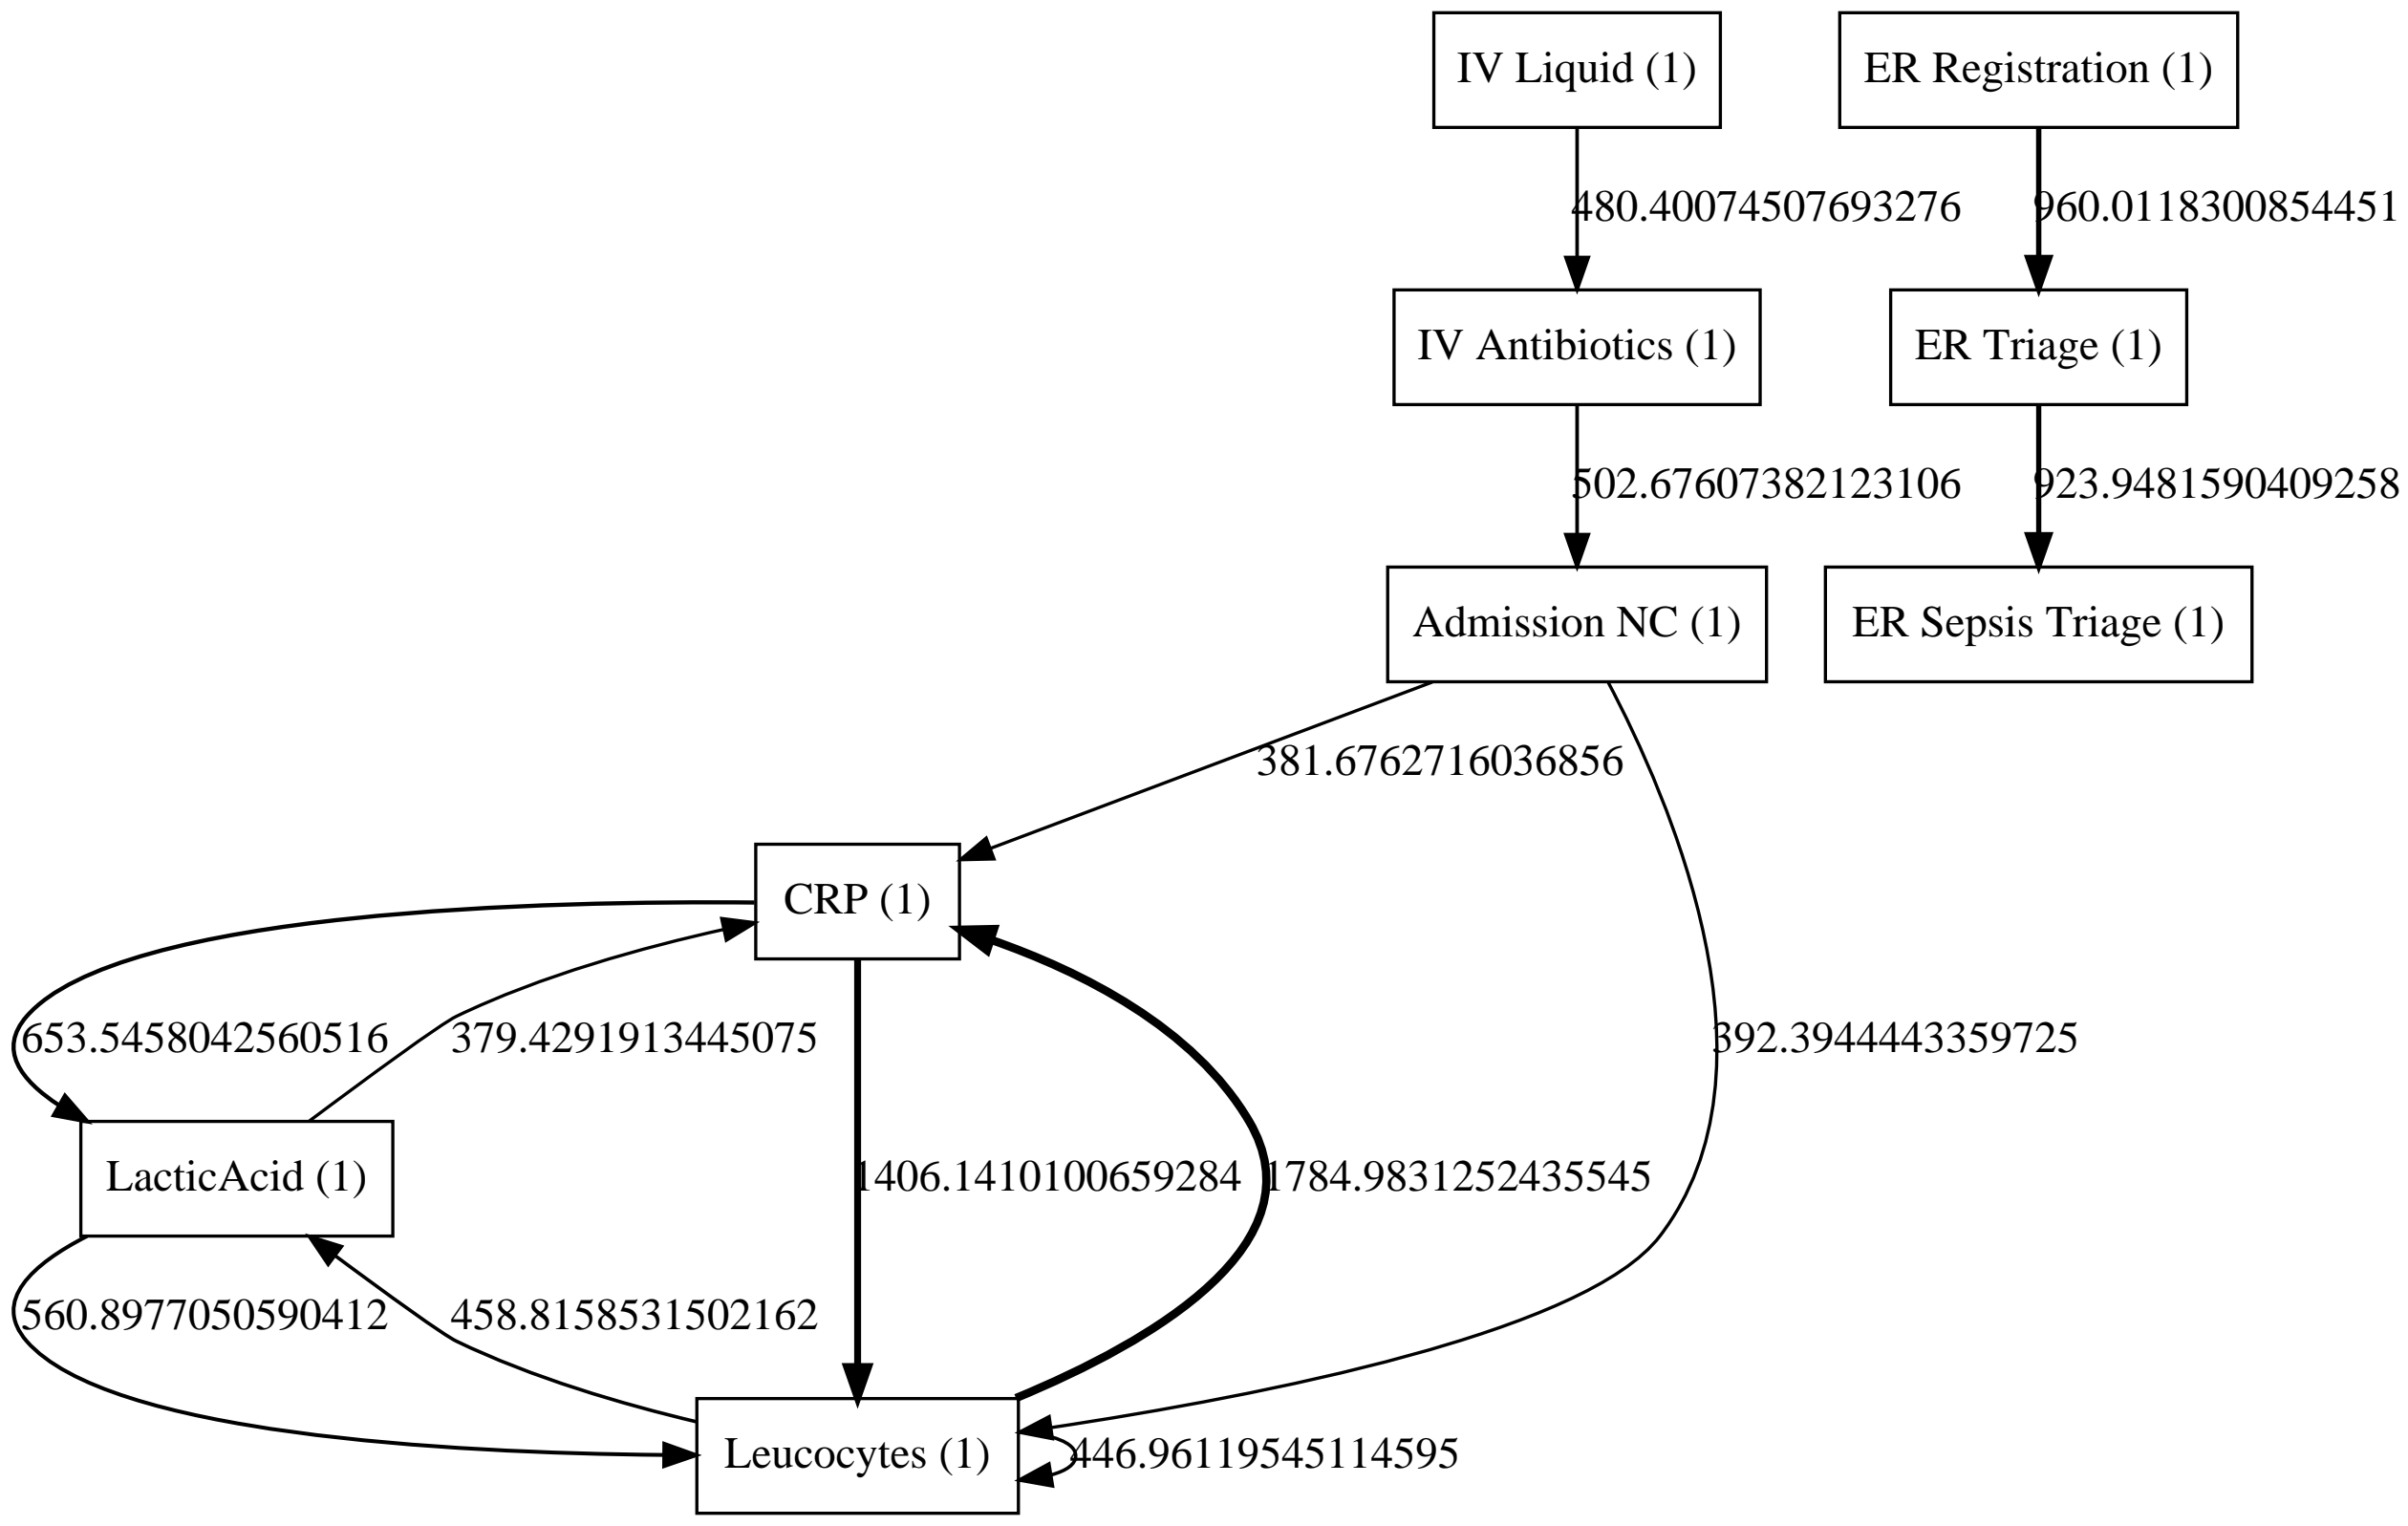 IV Liquid (1)
ER Registration (1)
480.40074507693276
960.0118300854451
IV Antibiotics (1)
ER Triage (1)
502.67607382123106
923.9481590409258
Admission NC (1)
ER Sepsis Triage (1)
381.6762716036856
CRP (1)
653.5458042560516
379.4291913445075
392.3944443359725
LacticAcid (1)
1406.1410100659284
1784.9831252435545
560.8977050590412
458.8158531502162
Leucocytes (1)
446.96119545114595